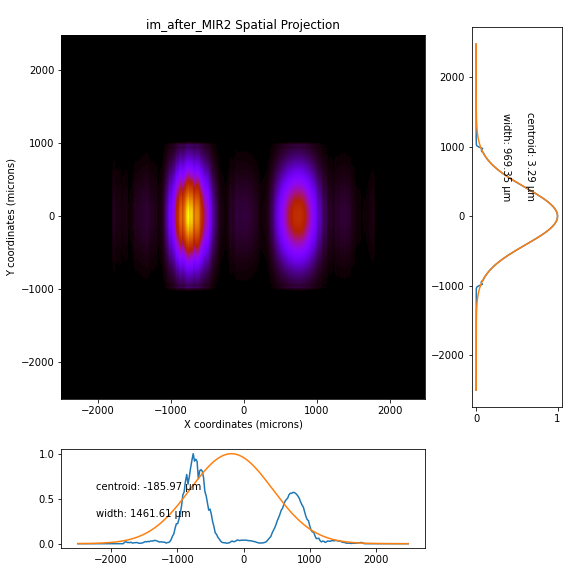 im_after_MIR2 Spatial Projection
2000
1000
0
−1000
−2000
Y coordinates (microns)
−2000 −1000 0 1000 2000
X coordinates (microns)
2000
1000
0
−1000
−2000
centroid: 3.29 µm
width: 969.35 µm
0 1
1.0
0.5
0.0
centroid: -185.97 µm
width: 1461.61 µm
−2000 −1000 0 1000 2000